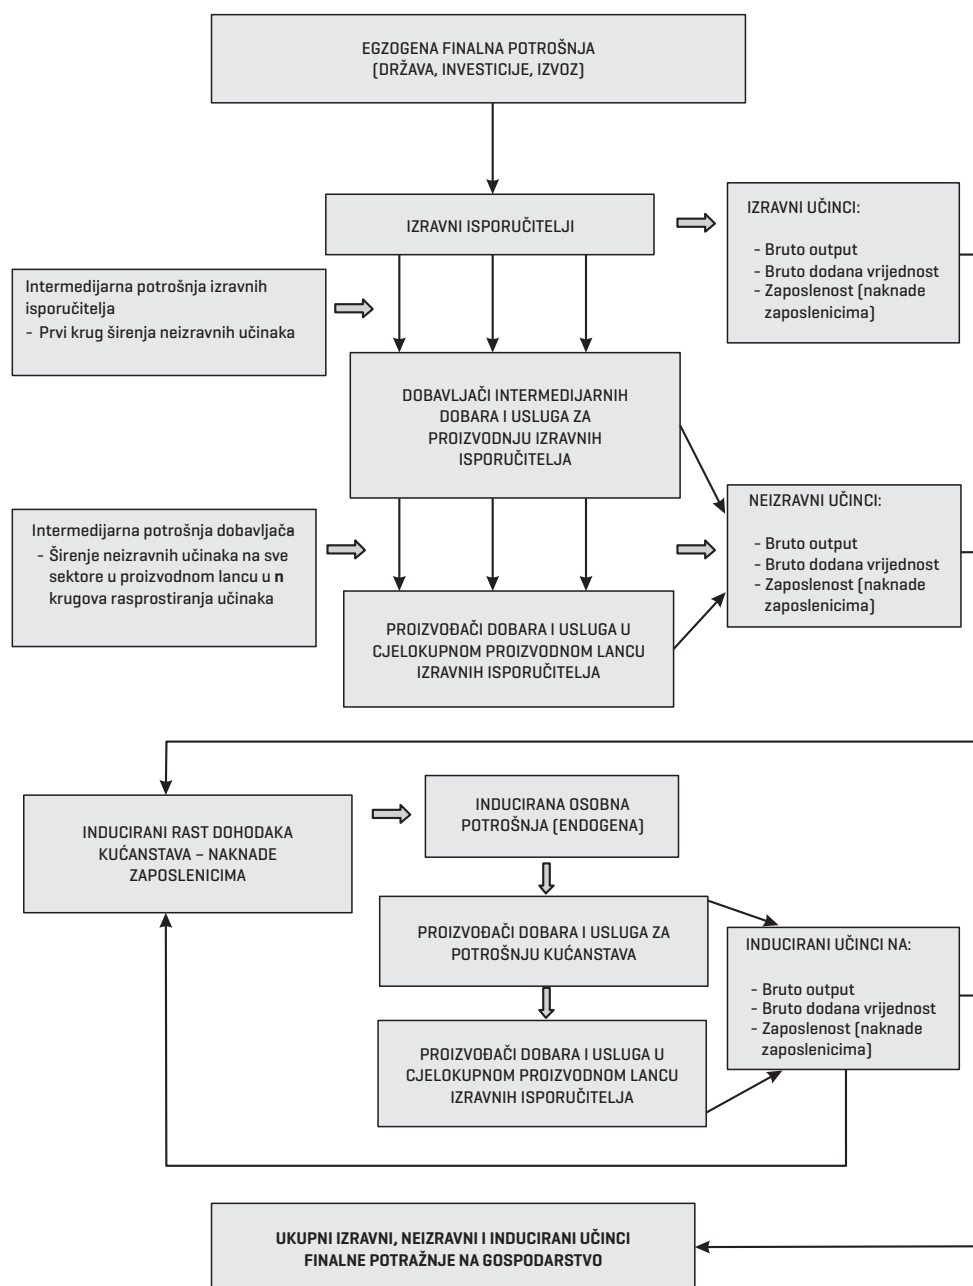 EGZOGENA FINALNA POTROŠNJA
(DRŽAVA, INVESTICIJE, IZVOZ)
IZRAVNI ISPORUČITELJI
IZRAVNI UČINCI:
- Bruto output
- Bruto dodana vrijednost
- Zaposlenost (naknade
zaposlenicima)
Intermedijarna potrošnja izravnih
isporučitelja
- Prvi krug širenja neizravnih učinaka
DOBAVLJAČI INTERMEDIJARNIH
DOBARA I USLUGA ZA
PROIZVODNJU IZRAVNIH
ISPORUČITELJA
NEIZRAVNI UČINCI:
- Bruto output
- Bruto dodana vrijednost
- Zaposlenost (naknade
zaposlenicima)
Intermedijarna potrošnja dobavljača
- Širenje neizravnih učinaka na sve
sektore u proizvodnom lancu u n
krugova rasprostiranja učinaka
PROIZVOĐAČI DOBARA I USLUGA U
CJELOKUPNOM PROIZVODNOM LANCU
IZRAVNIH ISPORUČITELJA
INDUCIRANI RAST DOHODAKA
KUĆANSTAVA – NAKNADE
ZAPOSLENICIMA
INDUCIRANA OSOBNA
POTROŠNJA (ENDOGENA)
PROIZVOĐAČI DOBARA I USLUGA ZA
POTROŠNJU KUĆANSTAVA
INDUCIRANI UČINCI NA:
- Bruto output
- Bruto dodana vrijednost
- Zaposlenost (naknade
zaposlenicima)
PROIZVOĐAČI DOBARA I USLUGA U
CJELOKUPNOM PROIZVODNOM LANCU
IZRAVNIH ISPORUČITELJA
UKUPNI IZRAVNI, NEIZRAVNI I INDUCIRANI UČINCI
FINALNE POTRAŽNJE NA GOSPODARSTVO